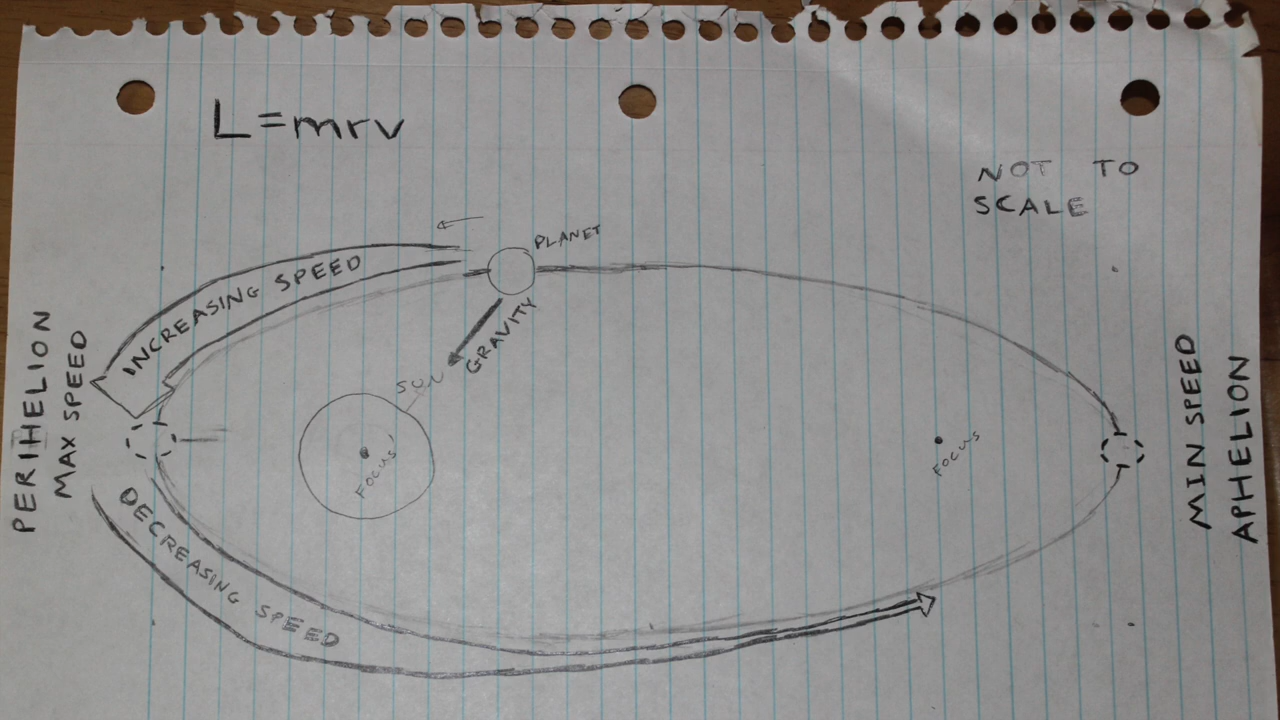 L=mrv
NOT TO
SCALE
PLANET
INCREASING SPEED
GRAVITY
SUN
PERIHELION
MAX SPEED
FOCUS
FOCUS
MIN SPEED
APHELION
DECREASING SPEED